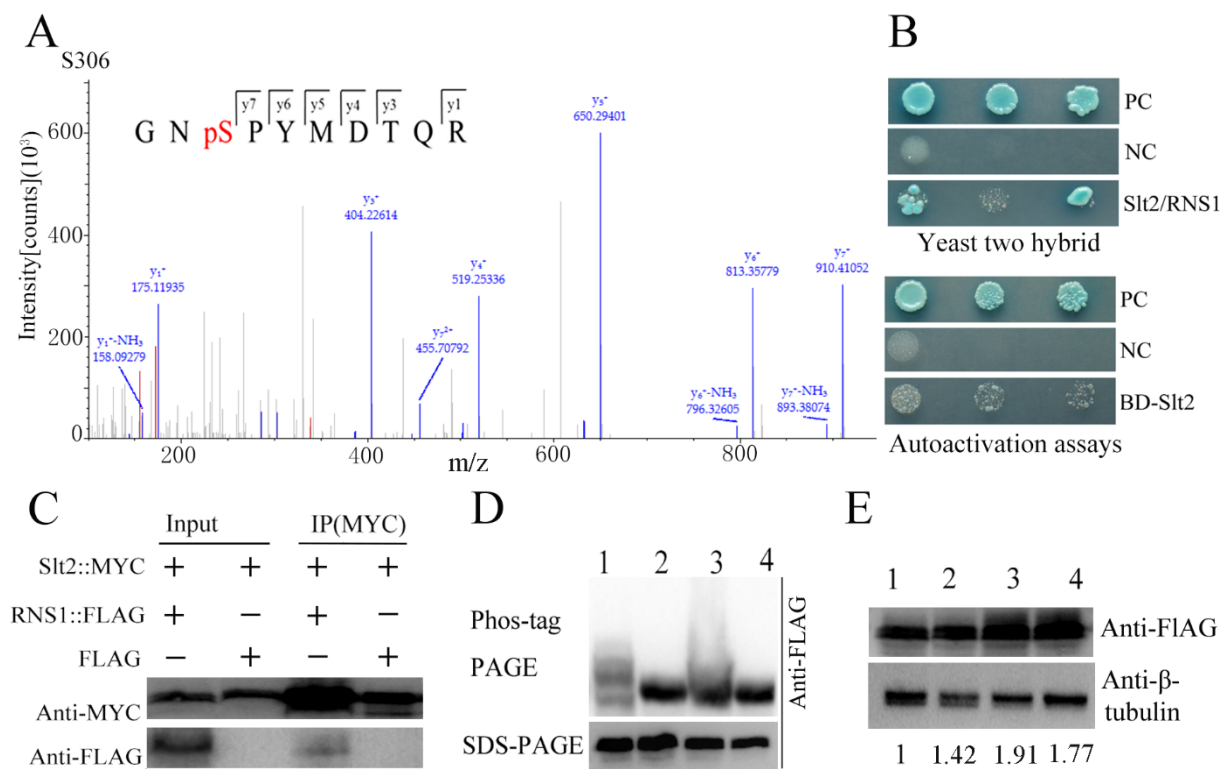 A
S306
y7 y6 y5 y4 y3 y1
G N pS P Y M D T Q R
Intensity[counts](10³)
600
400
200
0
y₁⁺-NH₃
158.09279
y₁⁺
175.11935
y₃⁺
404.22614
y₇²⁺
455.70792
y₄⁺
519.25336
y₅⁺
650.29401
y₆⁺-NH₃
796.32605
y₆⁺
813.35779
y₇⁺-NH₃
893.38074
y₇⁺
910.41052
200 400 600 800
m/z
B
PC
NC
Slt2/RNS1
Yeast two hybrid
PC
NC
BD-Slt2
Autoactivation assays
C
Input IP(MYC)
Slt2::MYC + + + +
RNS1::FLAG + − + −
FLAG − + − +
Anti-MYC
Anti-FLAG
D
1 2 3 4
Phos-tag
PAGE
SDS-PAGE
Anti-FLAG
E
1 2 3 4
Anti-FlAG
Anti-β-
tubulin
1 1.42 1.91 1.77